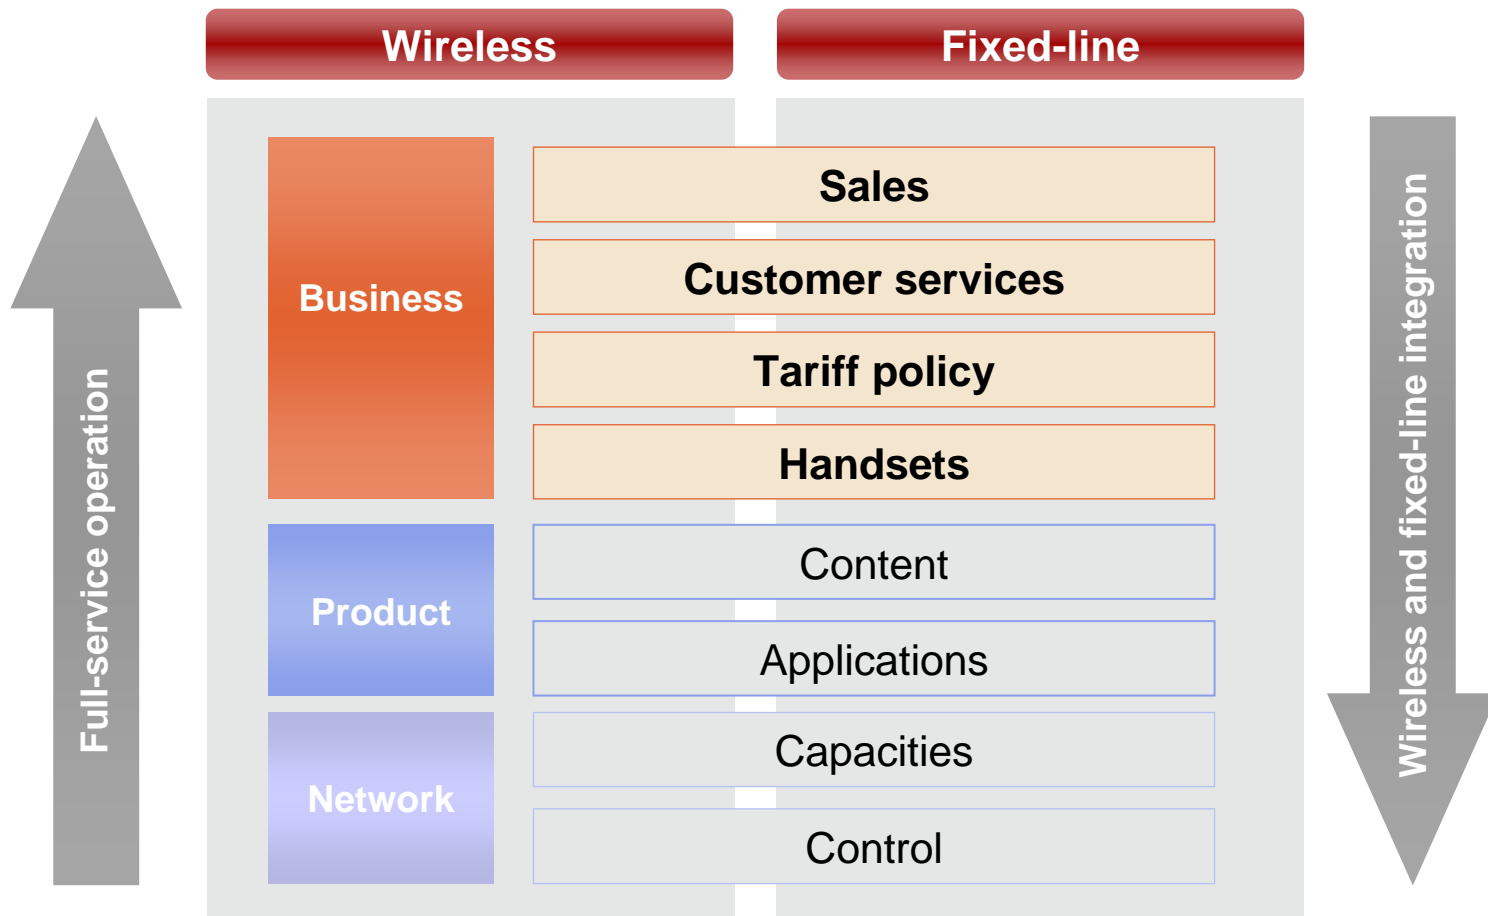 Wireless
Fixed-line
Full-service operation
Business
Sales
Customer services
Tariff policy
Handsets
Product
Content
Applications
Network
Capacities
Control
Wireless and fixed-line integration